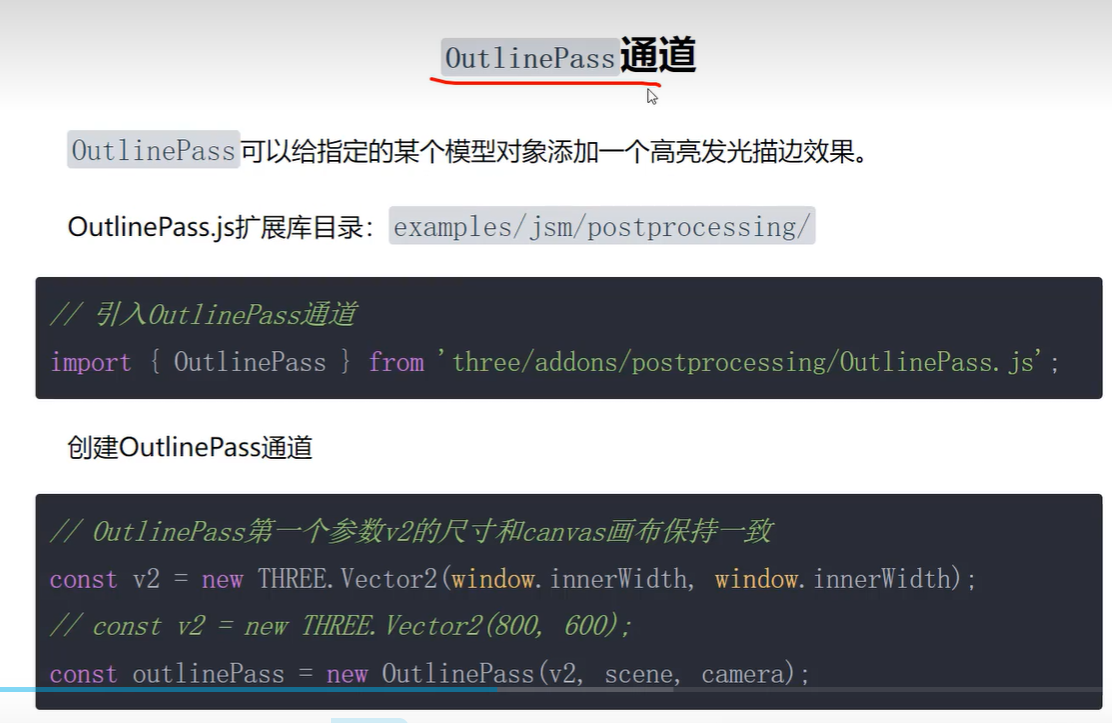 OutlinePass通道
OutlinePass可以给指定的某个模型对象添加一个高亮发光描边效果。
OutlinePass.js扩展库目录：examples/jsm/postprocessing/
// 引入OutlinePass通道
import { OutlinePass } from 'three/addons/postprocessing/OutlinePass.js';
创建OutlinePass通道
// OutlinePass第一个参数v2的尺寸和canvas画布保持一致
const v2 = new THREE.Vector2(window.innerWidth, window.innerWidth);
// const v2 = new THREE.Vector2(800, 600);
const outlinePass = new OutlinePass(v2, scene, camera);